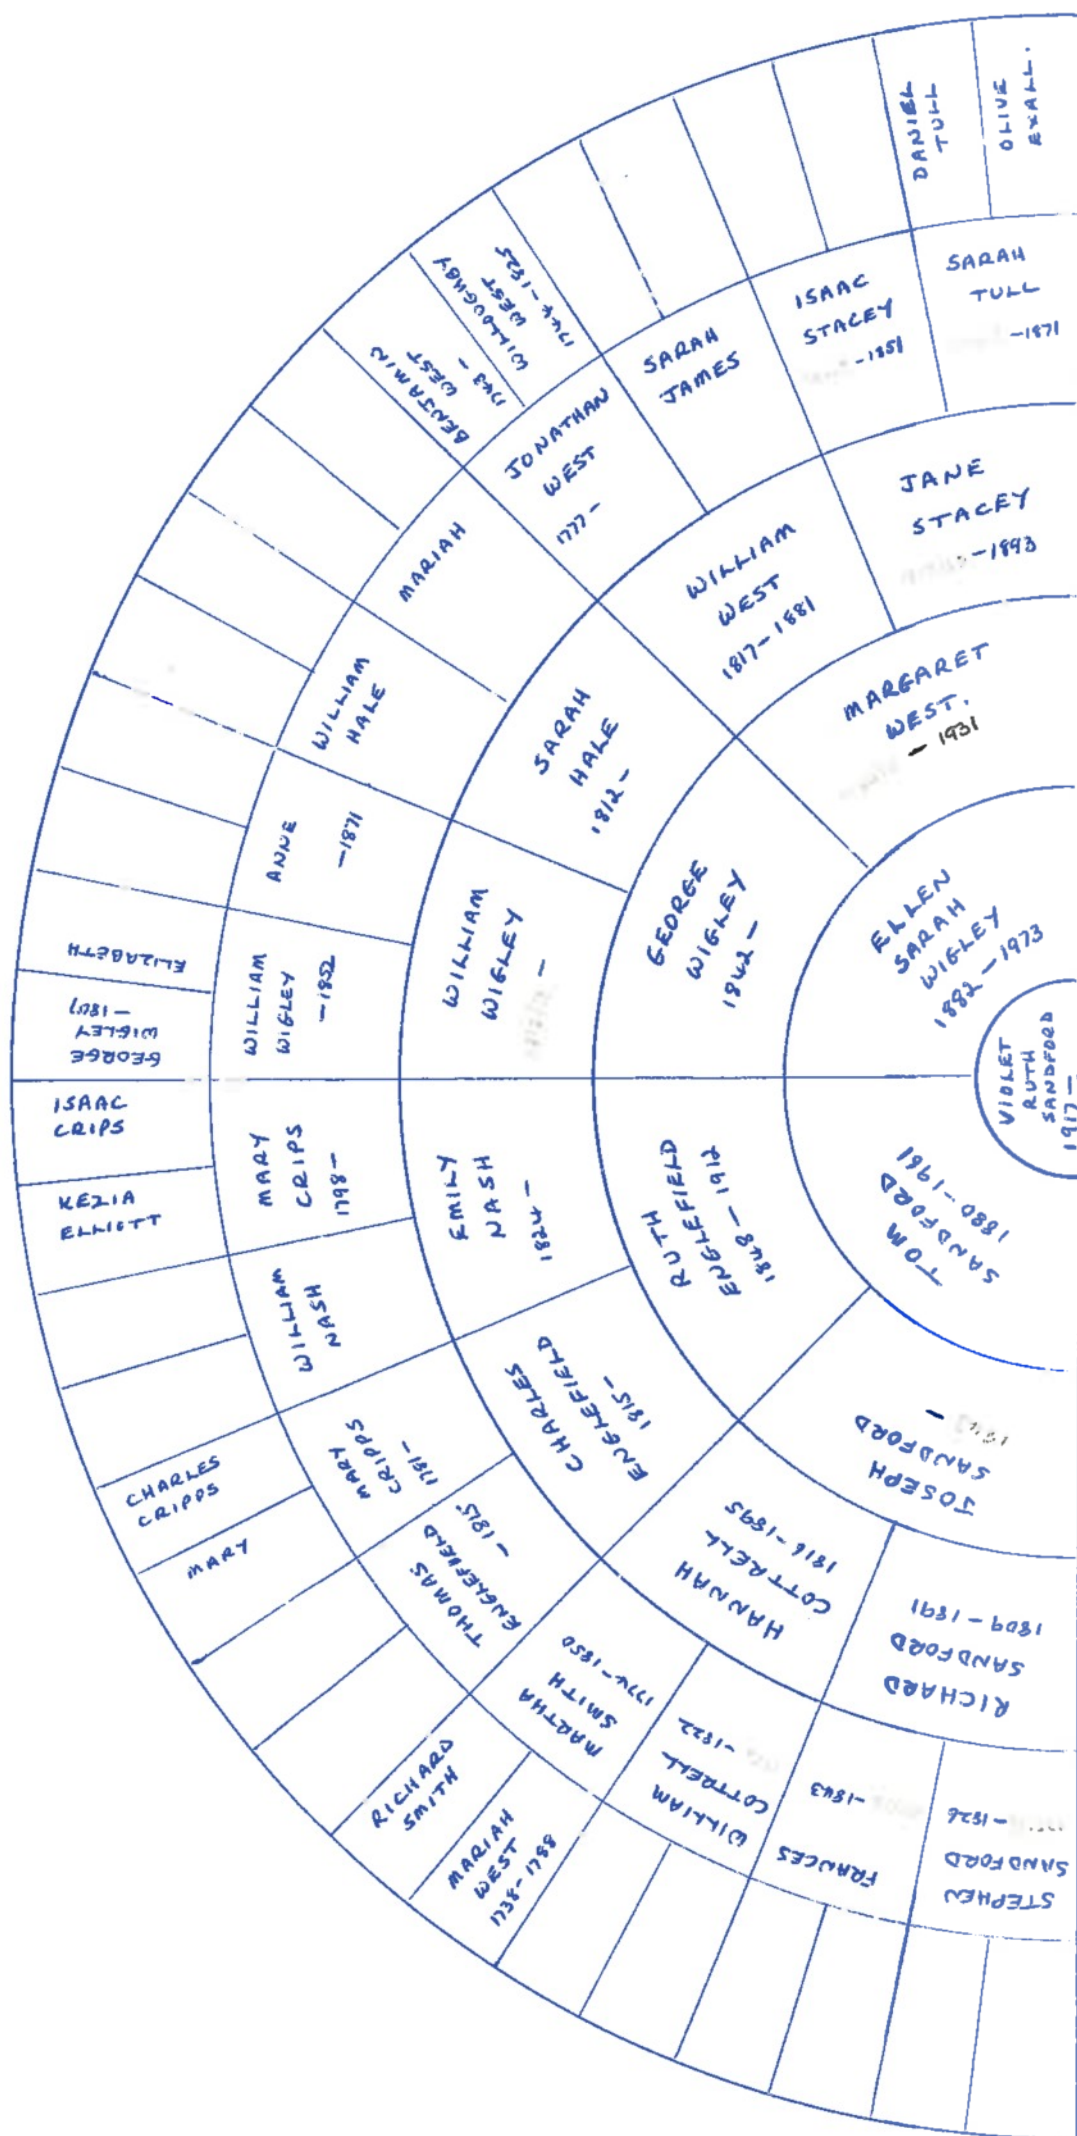 VIOLET
RUTH
SANDFORD
1917 -
ELLEN
SARAH
WIGLEY
1882 - 1973
TOM
SANDFORD
1880 - 1961
MARGARET
WEST.
- 1931
GEORGE
WIGLEY
1842 -
RUTH
ENGLEFIELD
1848 - 1912
JOSEPH
SANDFORD
JANE
STACEY
- 1893
WILLIAM
WEST
1817 - 1881
SARAH
HALE
1812 -
WILLIAM
WIGLEY
-
EMILY
NASH
1824 -
CHARLES
ENGLEFIELD
1815 -
HANNAH
COTTRELL
1816 - 1895
RICHARD
SANDFORD
1809 - 1891
SARAH
TULL
- 1871
ISAAC
STACEY
- 1851
SARAH
JAMES
JONATHAN
WEST
1777 -
MARIAH
WILLIAM
HALE
ANNE
- 1871
WILLIAM
WIGLEY
- 1852
MARY
CRIPS
1798 -
WILLIAM
NASH
MARY
CRIPPS
1791 -
THOMAS
ENGLEFIELD
- 1815
MARTHA
SMITH
1774 - 1850
WILLIAM
COTTRELL
- 1822
FRANCES
- 1843
STEPHEN
SANDFORD
- 1826
OLIVE
EXALL.
DANIEL
TULL
WILLOUGHBY
WEST
1744 - 1825
BENJAMIN
WEST
1743 -
ELIZABETH
GEORGE
WIGLEY
- 1807
ISAAC
CRIPS
KEZIA
ELLIOTT
CHARLES
CRIPPS
MARY
RICHARD
SMITH
MARIAH
WEST
1738 - 1788